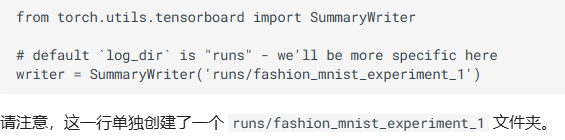 from torch.utils.tensorboard import SummaryWriter
# default `log_dir` is "runs" - we'll be more specific here
writer = SummaryWriter('runs/fashion_mnist_experiment_1')
请注意，这一行单独创建了一个 runs/fashion_mnist_experiment_1 文件夹。